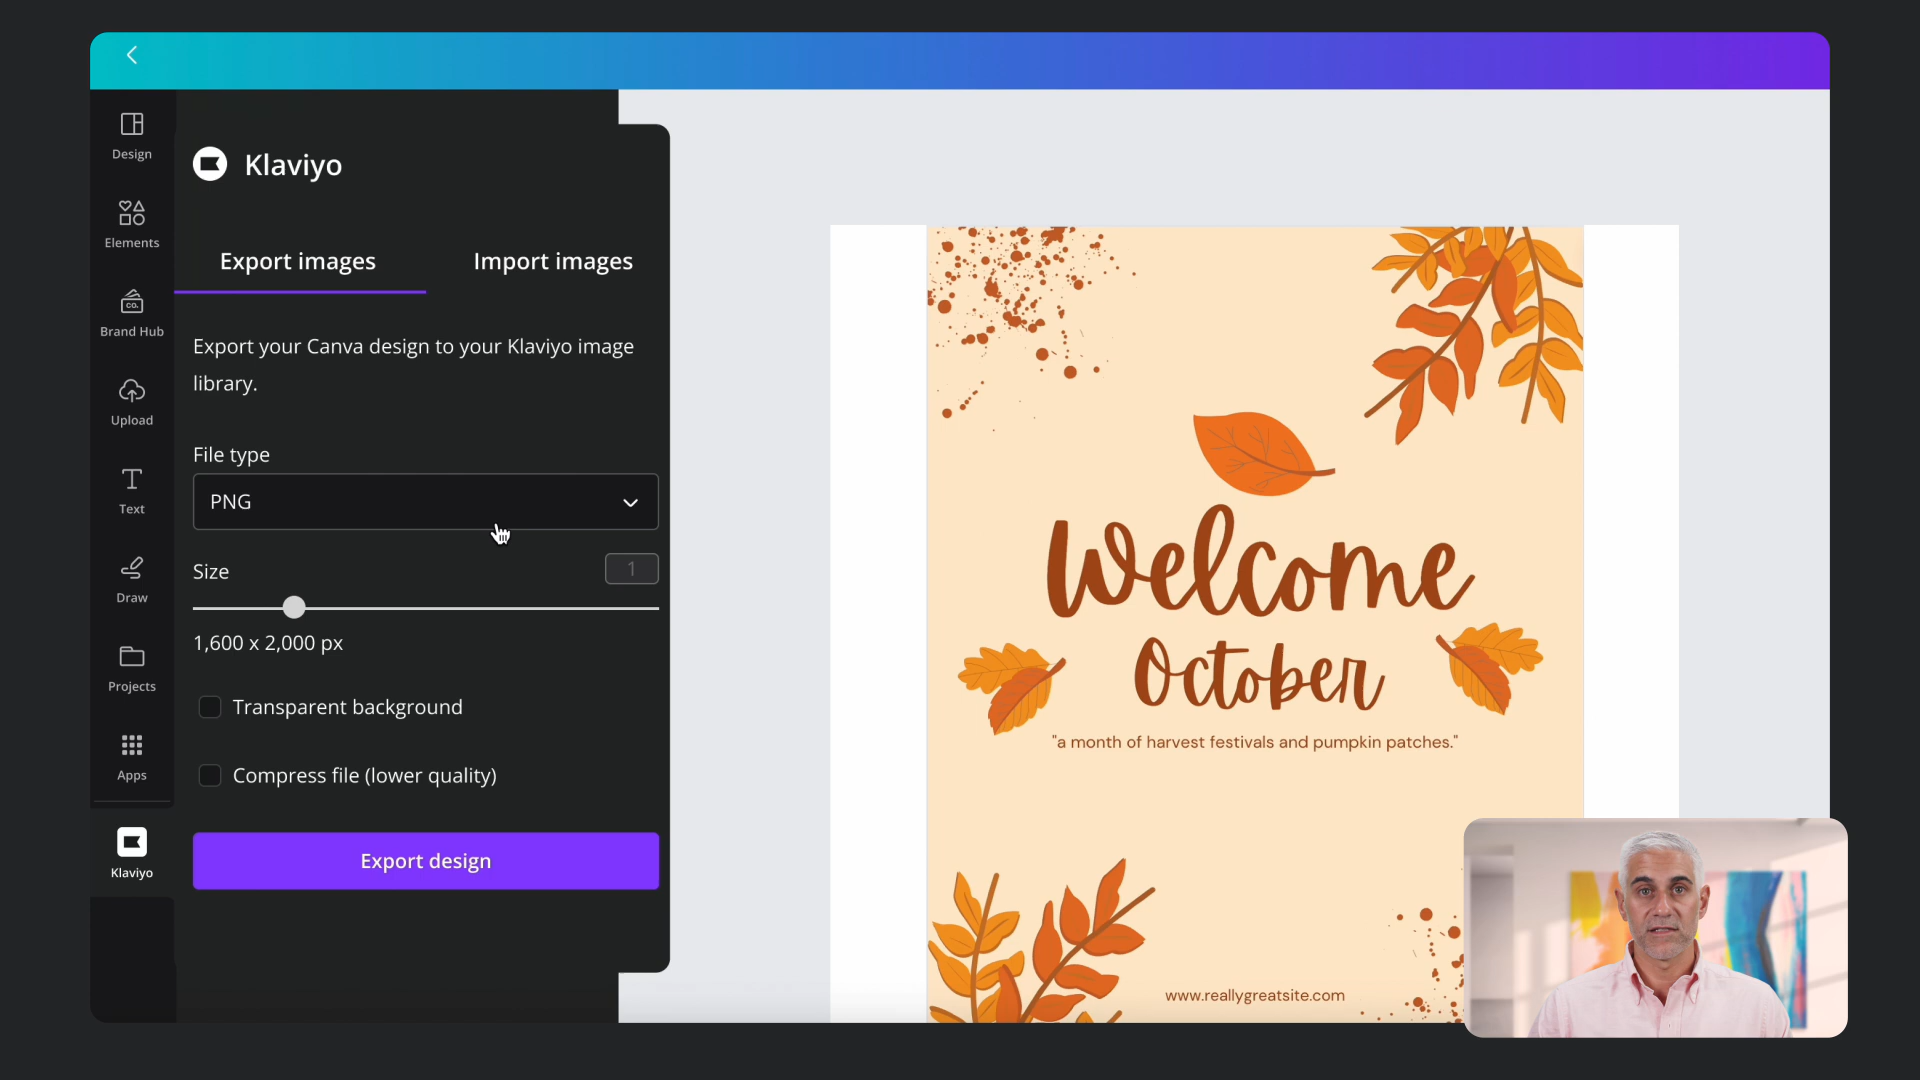 Design
Elements
CO.
Brand Hub
Upload
Text
Draw
Projects
Apps
Klaviyo
Klaviyo
Export images
Import images
Export your Canva design to your Klaviyo image
library.
File type
PNG
Size
1
1,600 x 2,000 px
Transparent background
Compress file (lower quality)
Export design
Welcome
October
"a month of harvest festivals and pumpkin patches."
www.reallygreatsite.com